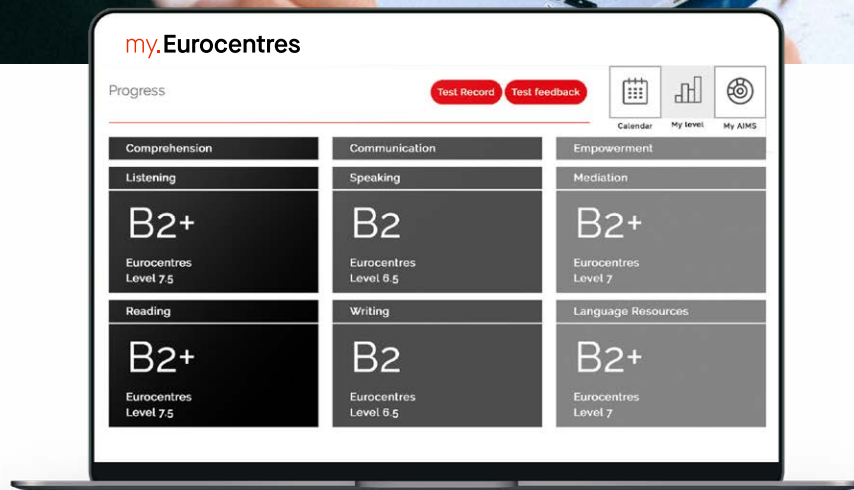 my.Eurocentres
Progress
Test Record
Test feedback
Calendar
My level
My AIMS
Comprehension
Communication
Empowerment
Listening
Speaking
Mediation
B2+
Eurocentres
Level 7.5
B2
Eurocentres
Level 6.5
B2+
Eurocentres
Level 7
Reading
Writing
Language Resources
B2+
Eurocentres
Level 7.5
B2
Eurocentres
Level 6.5
B2+
Eurocentres
Level 7